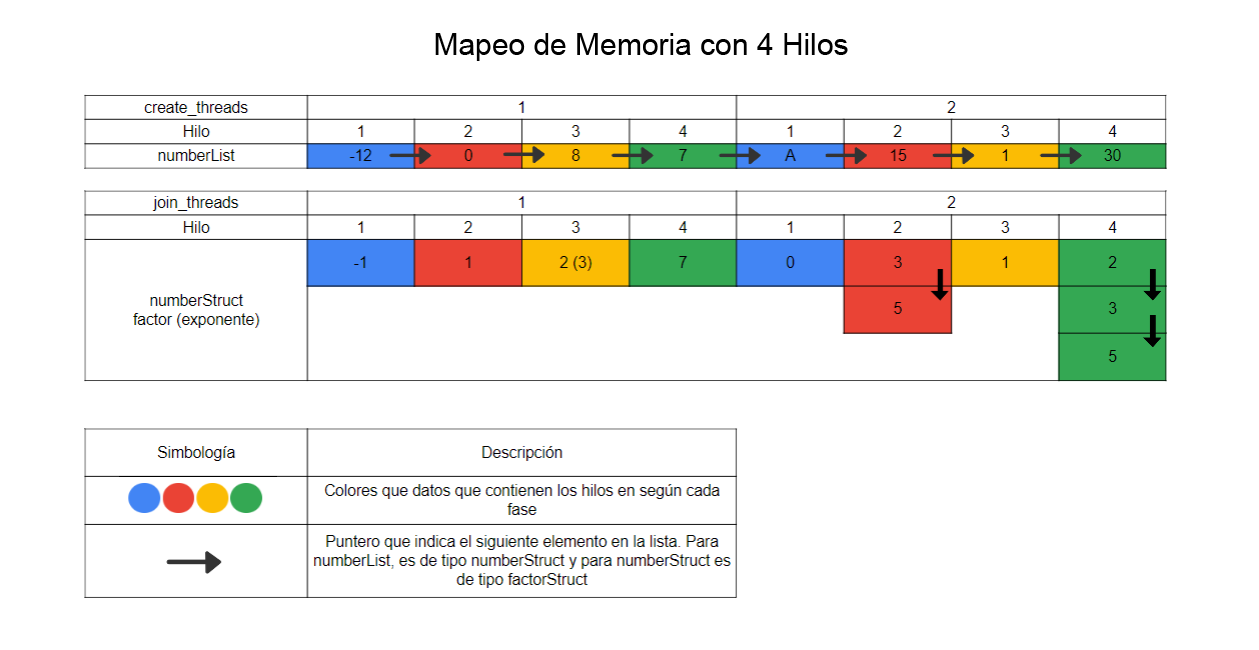 Mapeo de Memoria con 4 Hilos
create_threads 1 2
Hilo 1 2 3 4 1 2 3 4
numberList -12 0 8 7 A 15 1 30
join_threads 1 2
Hilo 1 2 3 4 1 2 3 4
numberStruct
factor (exponente)
-1 1 2 (3) 7 0 3 1 2
5 3
5
Simbología Descripción
Colores que datos que contienen los hilos en según cada
fase
Puntero que indica el siguiente elemento en la lista. Para
numberList, es de tipo numberStruct y para numberStruct es
de tipo factorStruct